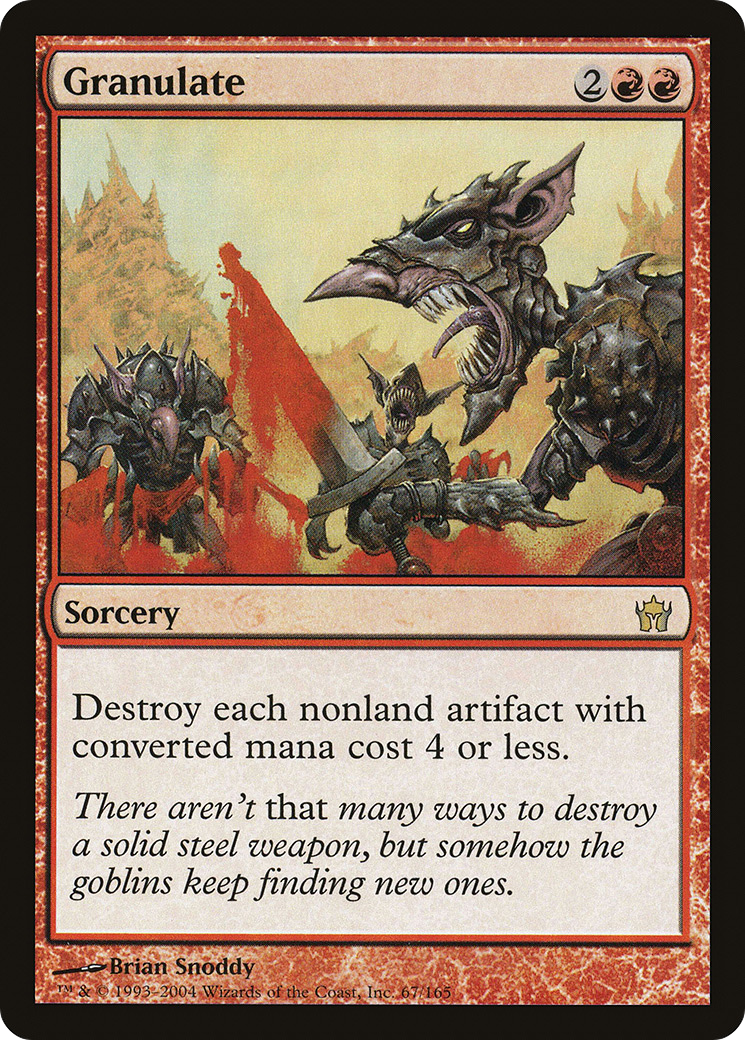 Granulate
2
Sorcery
Destroy each nonland artifact with
converted mana cost 4 or less.
There aren't that many ways to destroy
a solid steel weapon, but somehow the
goblins keep finding new ones.
Brian Snoddy
™ & © 1993–2004 Wizards of the Coast, Inc. 67/165